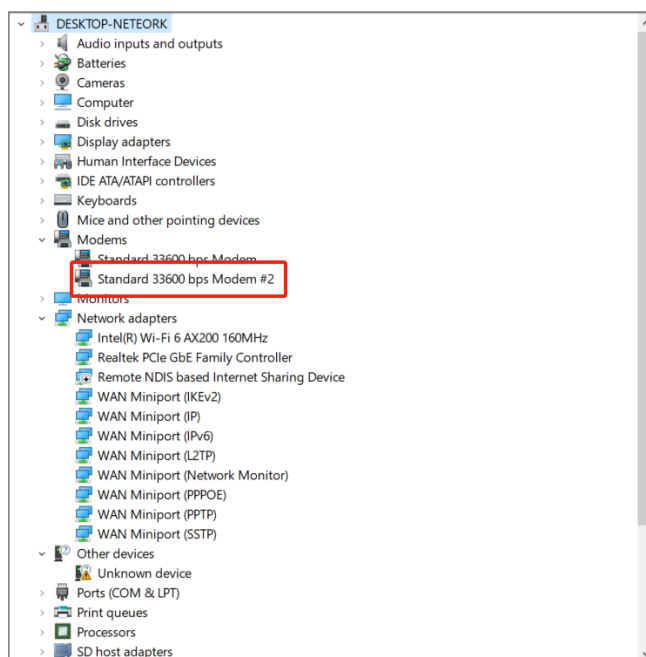 DESKTOP-NETEORK
Audio inputs and outputs
Batteries
Cameras
Computer
Disk drives
Display adapters
Human Interface Devices
IDE ATA/ATAPI controllers
Keyboards
Mice and other pointing devices
Modems
Standard 33600 bps Modem
Standard 33600 bps Modem #2
Monitors
Network adapters
Intel(R) Wi-Fi 6 AX200 160MHz
Realtek PCIe GbE Family Controller
Remote NDIS based Internet Sharing Device
WAN Miniport (IKEv2)
WAN Miniport (IP)
WAN Miniport (IPv6)
WAN Miniport (L2TP)
WAN Miniport (Network Monitor)
WAN Miniport (PPPOE)
WAN Miniport (PPTP)
WAN Miniport (SSTP)
Other devices
Unknown device
Ports (COM & LPT)
Print queues
Processors
SD host adapters